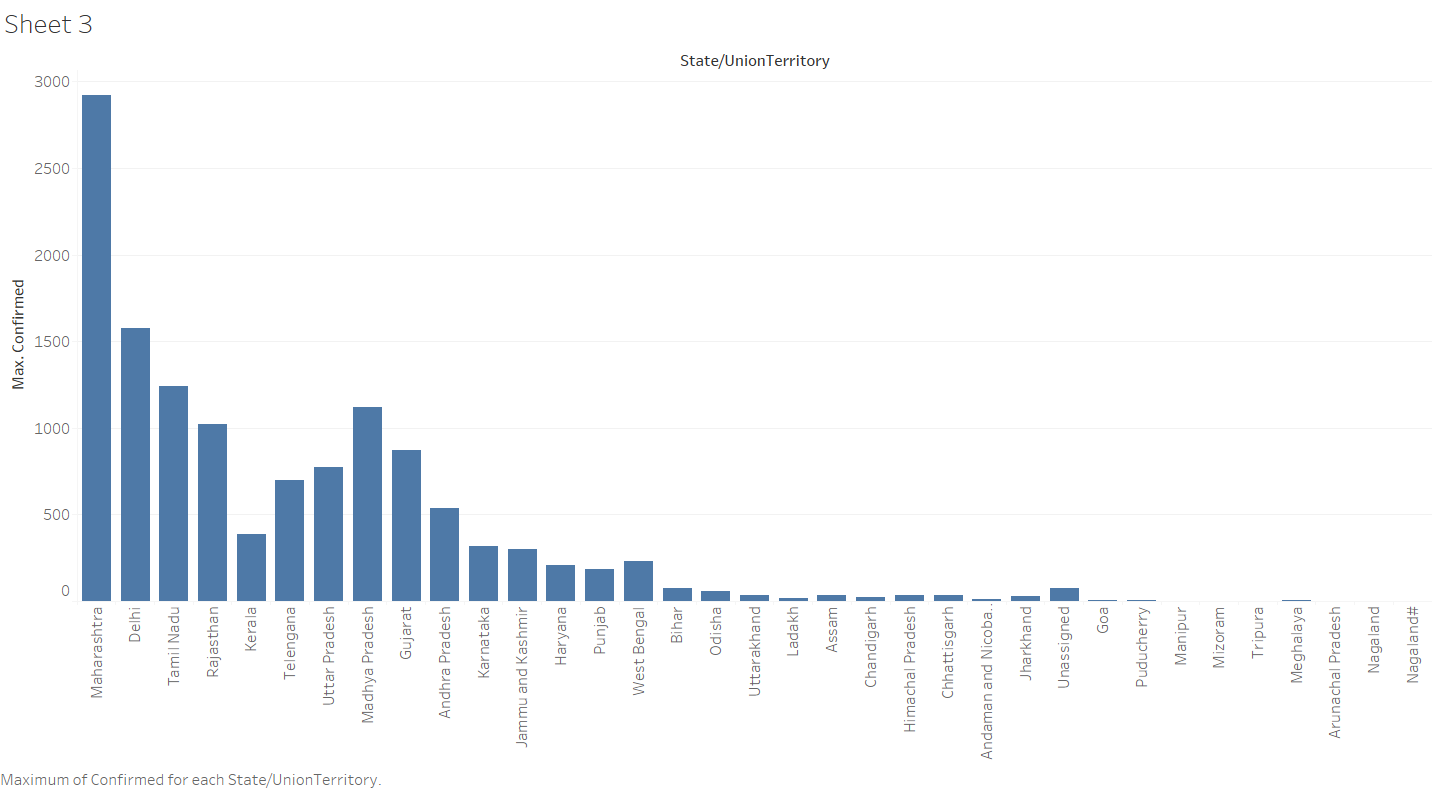 Sheet 3
State/UnionTerritory
3000
2500
2000
1500
1000
500
0
Max. Confirmed
Maharashtra
Delhi
Tamil Nadu
Rajasthan
Kerala
Telengana
Uttar Pradesh
Madhya Pradesh
Gujarat
Andhra Pradesh
Karnataka
Jammu and Kashmir
Haryana
Punjab
West Bengal
Bihar
Odisha
Uttarakhand
Ladakh
Assam
Chandigarh
Himachal Pradesh
Chhattisgarh
Andaman and Nicoba..
Jharkhand
Unassigned
Goa
Puducherry
Manipur
Mizoram
Tripura
Meghalaya
Arunachal Pradesh
Nagaland
Nagaland#
Maximum of Confirmed for each State/UnionTerritory.